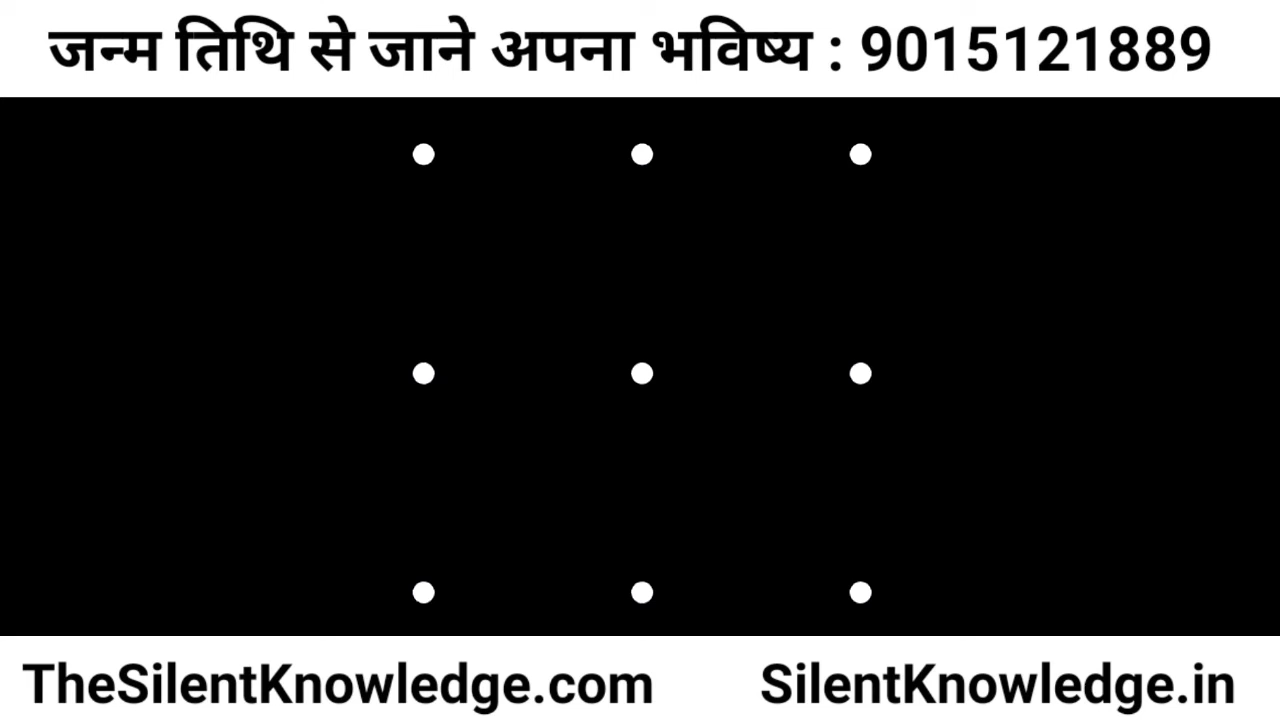 जन्म तिथि से जाने अपना भविष्य : 9015121889
TheSilentKnowledge.com SilentKnowledge.in